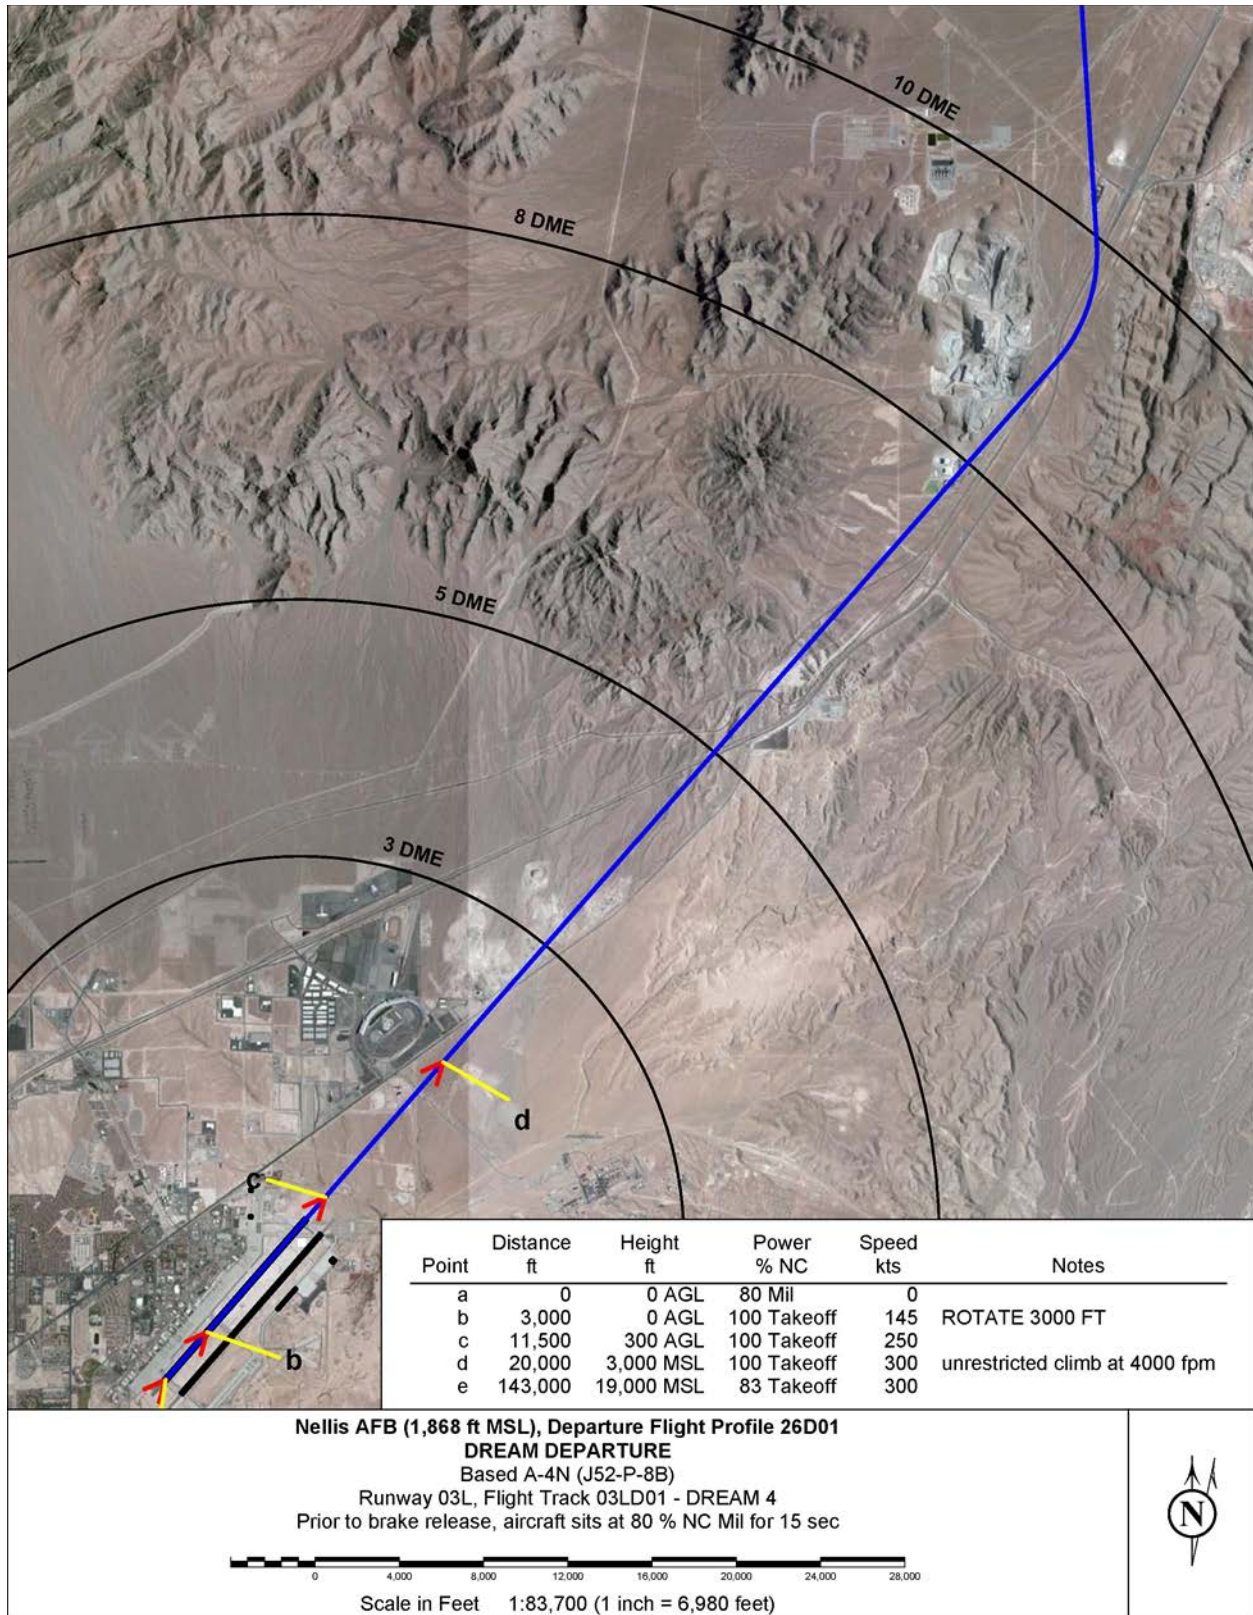 10 DME
8 DME
5 DME
3 DME
d
c
b
Point Distance ft Height ft Power % NC Speed kts Notes
a 0 0 AGL 80 Mil 0
b 3,000 0 AGL 100 Takeoff 145 ROTATE 3000 FT
c 11,500 300 AGL 100 Takeoff 250
d 20,000 3,000 MSL 100 Takeoff 300 unrestricted climb at 4000 fpm
e 143,000 19,000 MSL 83 Takeoff 300
Nellis AFB (1,868 ft MSL), Departure Flight Profile 26D01
DREAM DEPARTURE
Based A-4N (J52-P-8B)
Runway 03L, Flight Track 03LD01 - DREAM 4
Prior to brake release, aircraft sits at 80 % NC Mil for 15 sec
0 4,000 8,000 12,000 16,000 20,000 24,000 28,000
Scale in Feet 1:83,700 (1 inch = 6,980 feet)
N